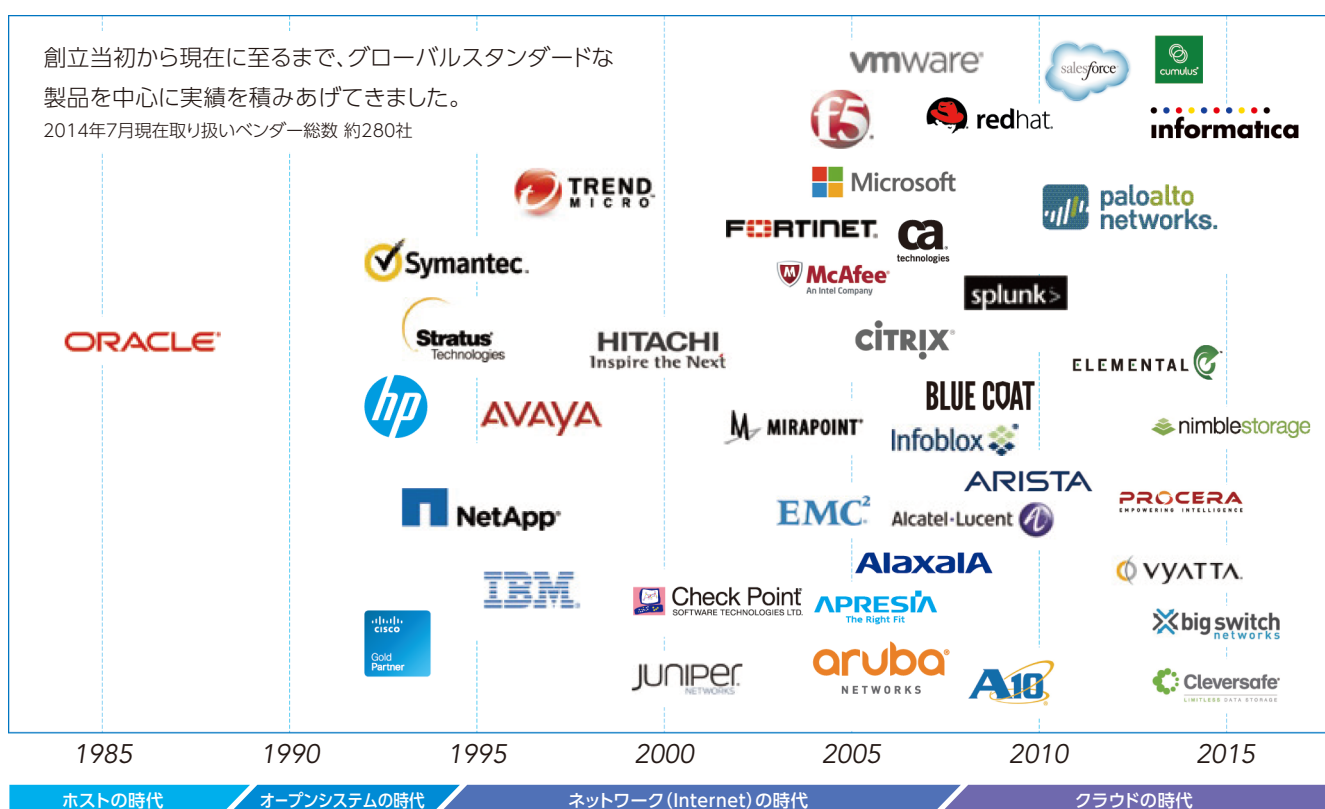 創立当初から現在に至るまで、グローバルスタンダードな
製品を中心に実績を積みあげてきました。
2014年7月現在取り扱いベンダー総数 約280社
vmware®
salesforce
cumulus®
f5®
redhat®
informatica
TREND
MICRO™
Microsoft
paloalto
networks®
FORTINET®
ca®
technologies
Symantec™
McAfee®
An Intel Company
splunk>
ORACLE®
Stratus®
Technologies
HITACHI
Inspire the Next
CITRIX®
ELEMENTAL
hp
AVAYA
BLUE COAT
M MIRAPOINT®
Infoblox®
nimblestorage
ARISTA
NetApp®
EMC²®
Alcatel·Lucent
PROCERA
EMPOWERING INTELLIGENCE
AlaxalA
VYATTA.
IBM®
Check Point®
SOFTWARE TECHNOLOGIES LTD.
APRESIA
The Right Fit
CISCO
Gold
Partner
big switch
networks
JUNIPER
NETWORKS
aruba®
NETWORKS
A10®
Cleversafe®
LIMITLESS DATA STORAGE
1985 1990 1995 2000 2005 2010 2015
ホストの時代 オープンシステムの時代 ネットワーク(Internet)の時代 クラウドの時代